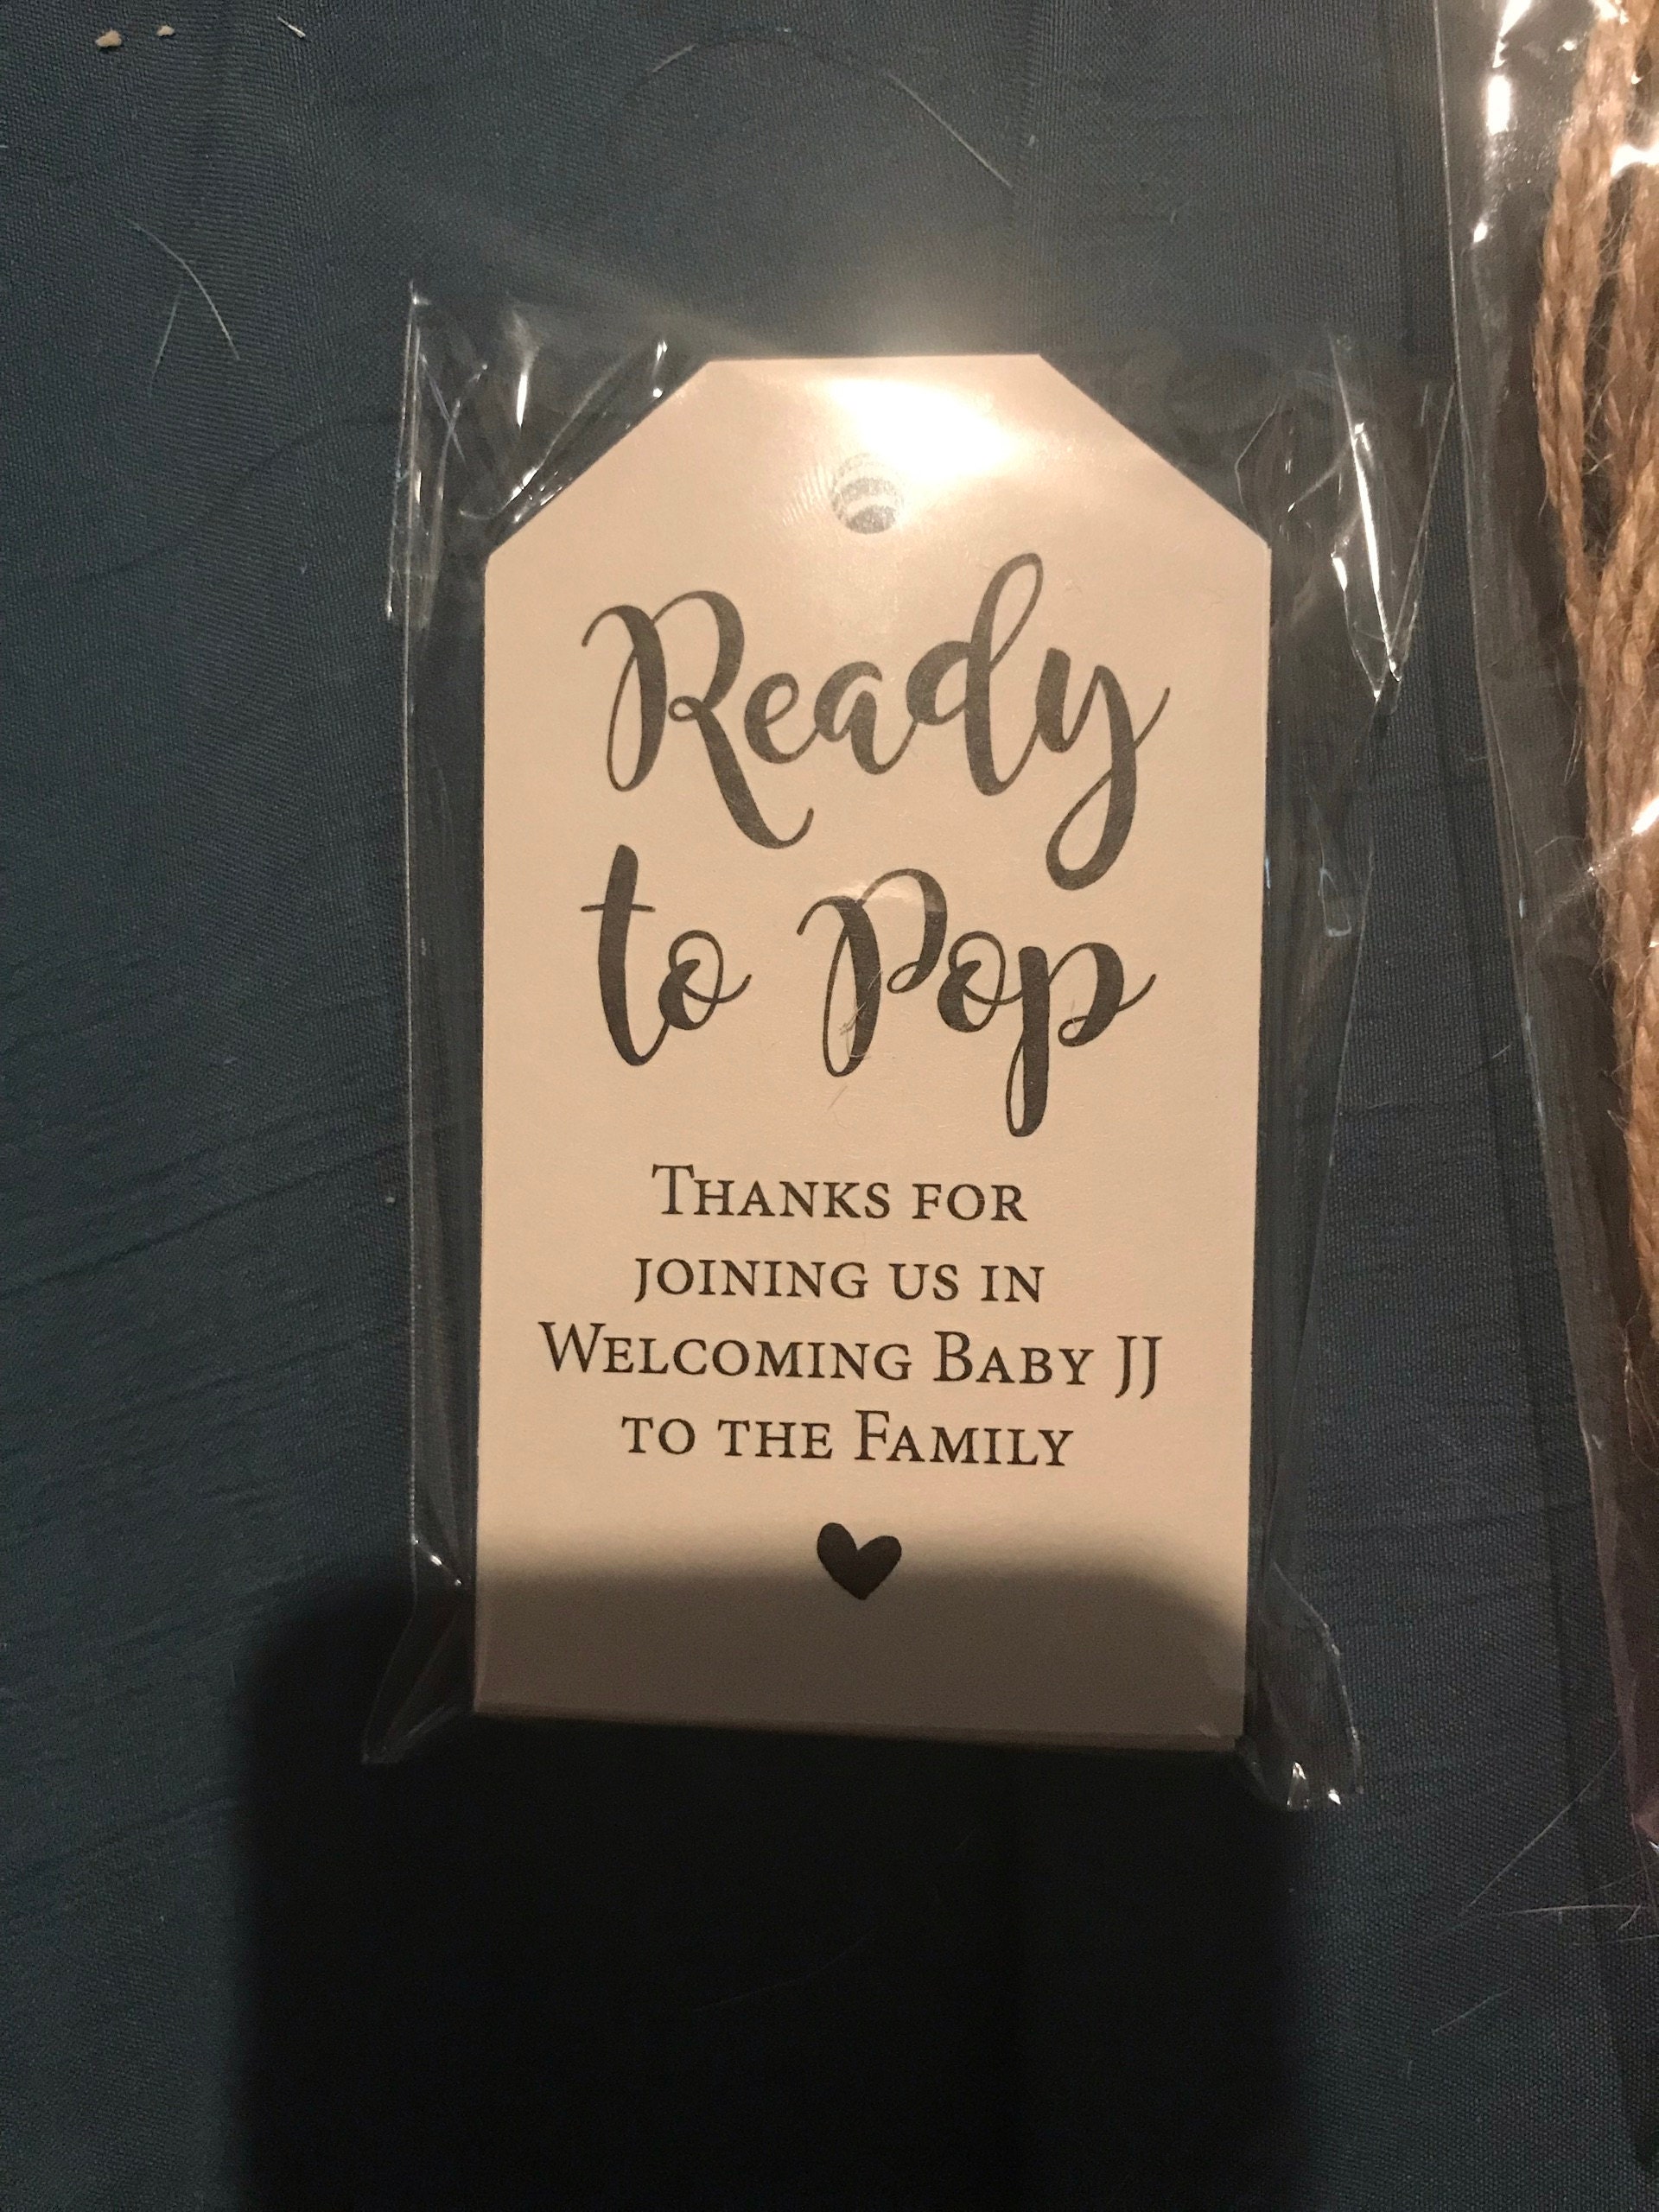 Ready
to Pop
Thanks for
joining us in
Welcoming Baby JJ
to the Family